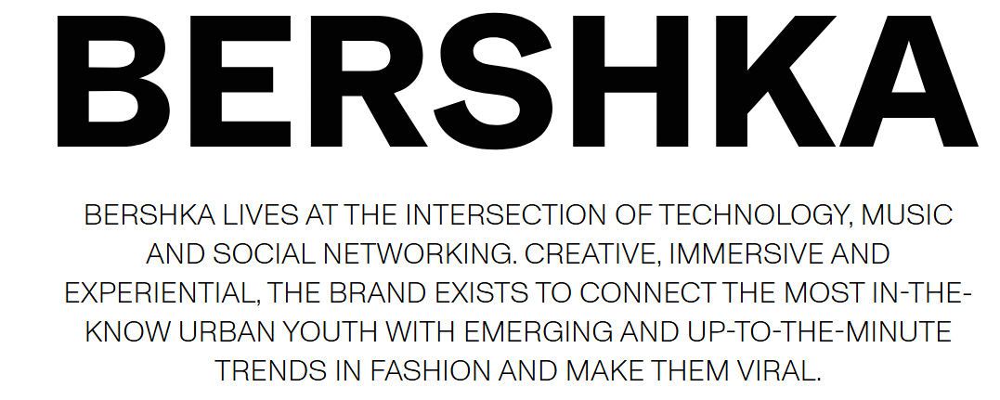 BERSHKA
BERSHKA LIVES AT THE INTERSECTION OF TECHNOLOGY, MUSIC
AND SOCIAL NETWORKING. CREATIVE, IMMERSIVE AND
EXPERIENTIAL, THE BRAND EXISTS TO CONNECT THE MOST IN-THE-
KNOW URBAN YOUTH WITH EMERGING AND UP-TO-THE-MINUTE
TRENDS IN FASHION AND MAKE THEM VIRAL.